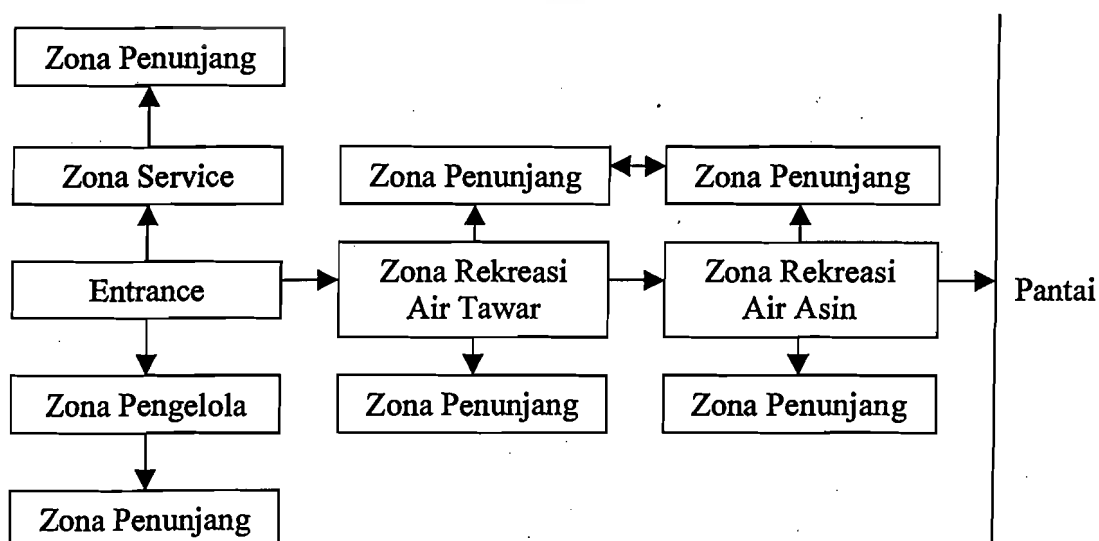 Zona Penunjang
Zona Service
Zona Penunjang
Zona Penunjang
Entrance
Zona Rekreasi
Air Tawar
Zona Rekreasi
Air Asin
Pantai
Zona Pengelola
Zona Penunjang
Zona Penunjang
Zona Penunjang